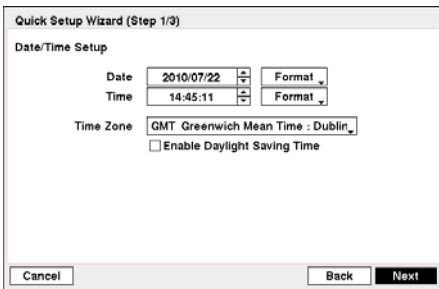 Quick Setup Wizard (Step 1/3)
Date/Time Setup
Date 2010/07/22 Format
Time 14:45:11 Format
Time Zone GMT Greenwich Mean Time : Dublin
Enable Daylight Saving Time
Cancel Back Next